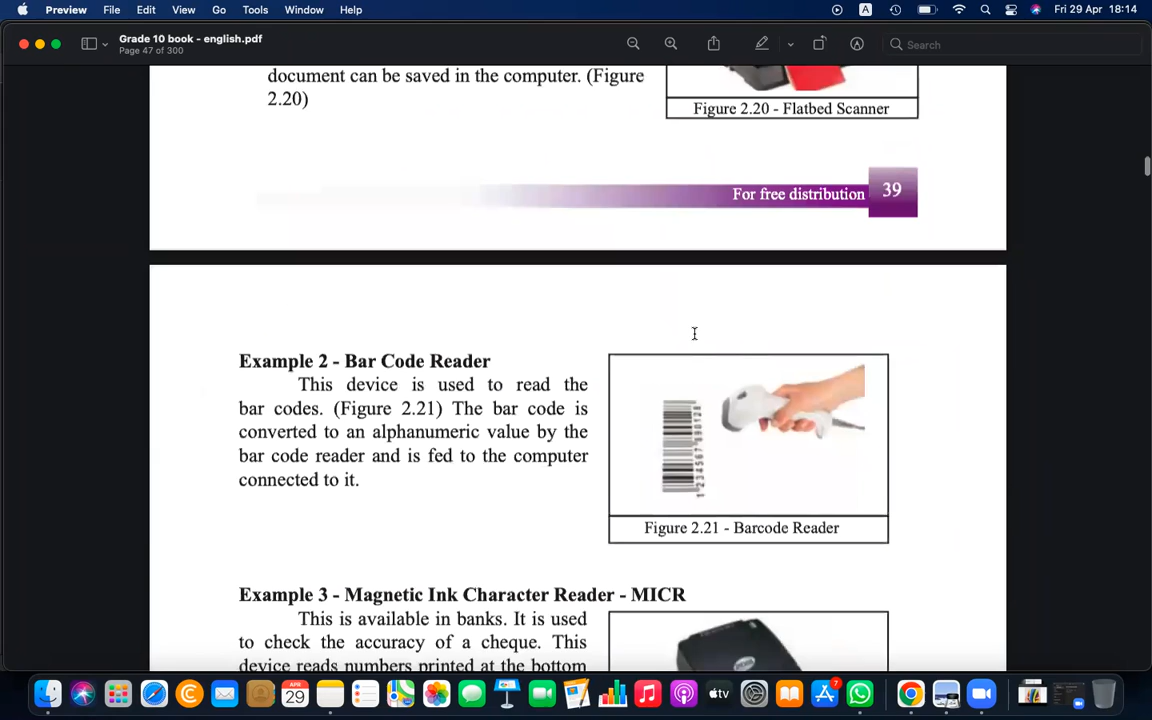 Preview File Edit View Go Tools Window Help A Fri 29 Apr 18:14
Grade 10 book - english.pdf
Page 47 of 300
Search
document can be saved in the computer. (Figure
2.20)
Figure 2.20 - Flatbed Scanner
For free distribution 39
Example 2 - Bar Code Reader
This device is used to read the
bar codes. (Figure 2.21) The bar code is
converted to an alphanumeric value by the
bar code reader and is fed to the computer
connected to it.
1234567890128
Figure 2.21 - Barcode Reader
Example 3 - Magnetic Ink Character Reader - MICR
This is available in banks. It is used
to check the accuracy of a cheque. This
device reads numbers printed at the bottom
APR
29
tv
7